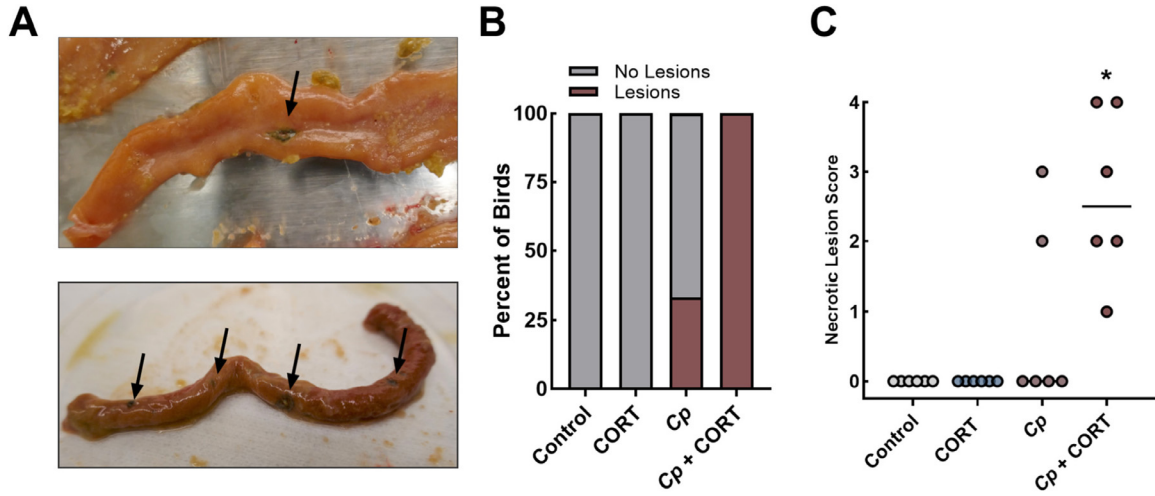 A
B
No Lesions
Lesions
Percent of Birds
100
75
50
25
0
Control
CORT
Cp
Cp + CORT
C
*
Necrotic Lesion Score
4
3
2
1
0
Control
CORT
Cp
Cp + CORT